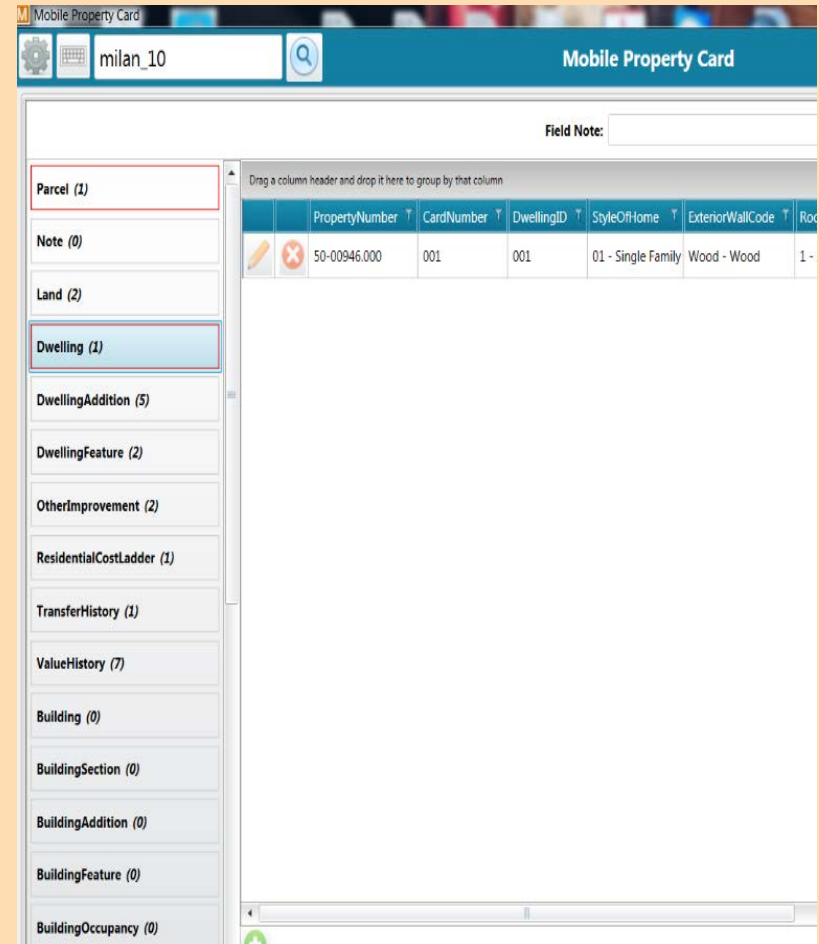 M Mobile Property Card
milan_10
Mobile Property Card
Field Note:
Parcel (1)
Note (0)
Land (2)
Dwelling (1)
DwellingAddition (5)
DwellingFeature (2)
OtherImprovement (2)
ResidentialCostLadder (1)
TransferHistory (1)
ValueHistory (7)
Building (0)
BuildingSection (0)
BuildingAddition (0)
BuildingFeature (0)
BuildingOccupancy (0)
Drag a column header and drop it here to group by that column
PropertyNumber CardNumber DwellingID StyleOfHome ExteriorWallCode
50-00946.000 001 001 01 - Single Family Wood - Wood 1 -